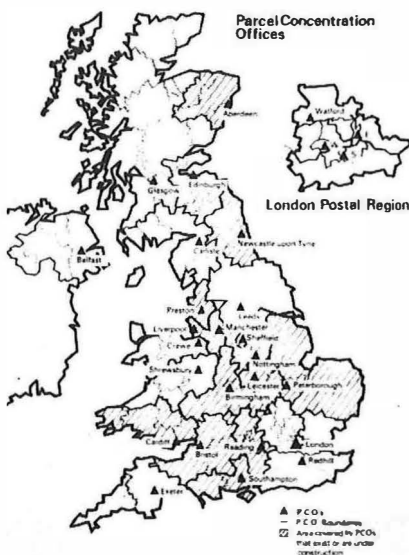 Parcel Concentration
Offices
Aberdeen
Watford
Glasgow
Edinburgh
London Postal Region
Newcastle upon Tyne
Carlisle
Belfast
Preston
Leeds
Liverpool
Manchester
Sheffield
Crewe
Nottingham
Shrewsbury
Leicester
Peterborough
Birmingham
Cardiff
Bristol
Reading
London
Redhill
Southampton
Exeter
PCOs
PCO Boundaries
Area covered by PCOs
that exist or are under
construction